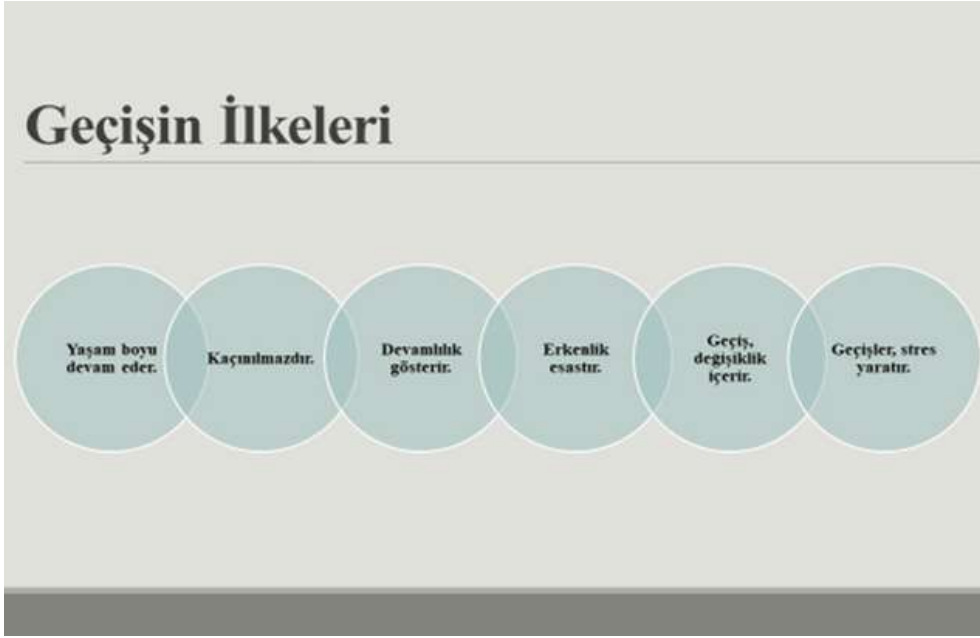 Geçişin İlkeleri
Yaşam boyu
devam eder.
Kaçınılmazdır.
Devamlılık
gösterir.
Erkenlik
esastır.
Geçiş,
değişiklik
içerir.
Geçişler, stres
yaratır.